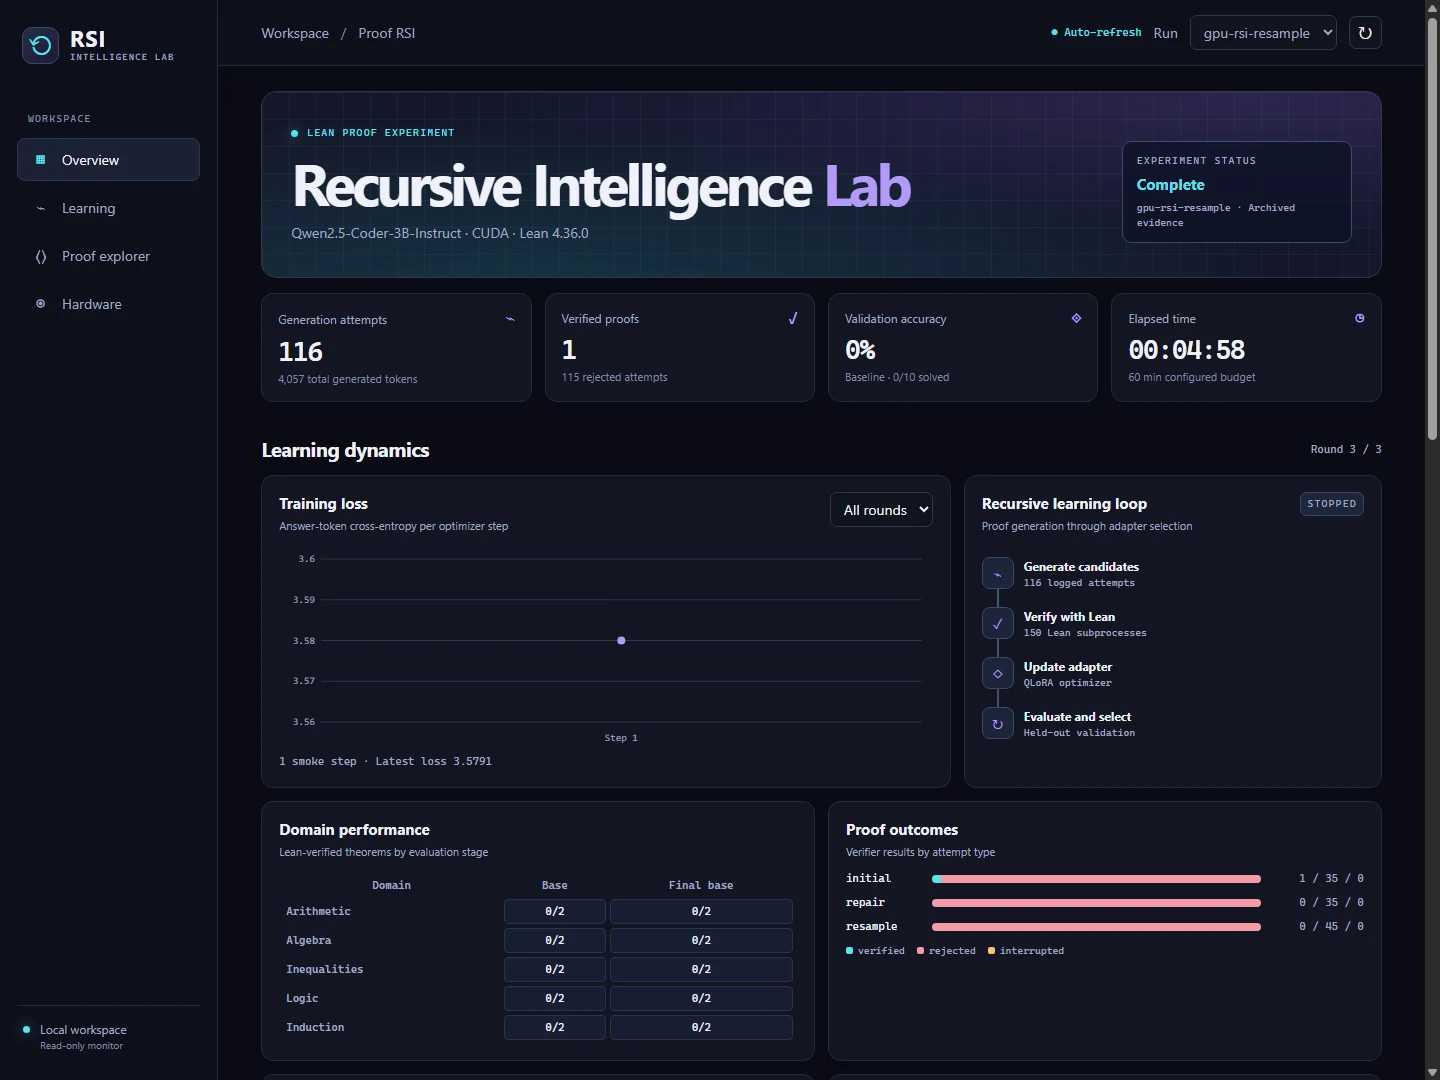 RSI
INTELLIGENCE LAB
WORKSPACE
Overview
Learning
Proof explorer
Hardware
Local workspace
Read-only monitor
Workspace / Proof RSI
Auto-refresh Run gpu-rsi-resample
LEAN PROOF EXPERIMENT
Recursive Intelligence Lab
Qwen2.5-Coder-3B-Instruct · CUDA · Lean 4.36.0
EXPERIMENT STATUS
Complete
gpu-rsi-resample · Archived
evidence
Generation attempts
116
4,057 total generated tokens
Verified proofs
1
115 rejected attempts
Validation accuracy
0%
Baseline · 0/10 solved
Elapsed time
00:04:58
60 min configured budget
Learning dynamics
Round 3 / 3
Training loss
Answer-token cross-entropy per optimizer step
All rounds
3.6
3.59
3.58
3.57
3.56
Step 1
1 smoke step · Latest loss 3.5791
Recursive learning loop
Proof generation through adapter selection
STOPPED
Generate candidates
116 logged attempts
Verify with Lean
150 Lean subprocesses
Update adapter
QLoRA optimizer
Evaluate and select
Held-out validation
Domain performance
Lean-verified theorems by evaluation stage
Domain Base Final base
Arithmetic 0/2 0/2
Algebra 0/2 0/2
Inequalities 0/2 0/2
Logic 0/2 0/2
Induction 0/2 0/2
Proof outcomes
Verifier results by attempt type
initial 1 / 35 / 0
repair 0 / 35 / 0
resample 0 / 45 / 0
verified rejected interrupted